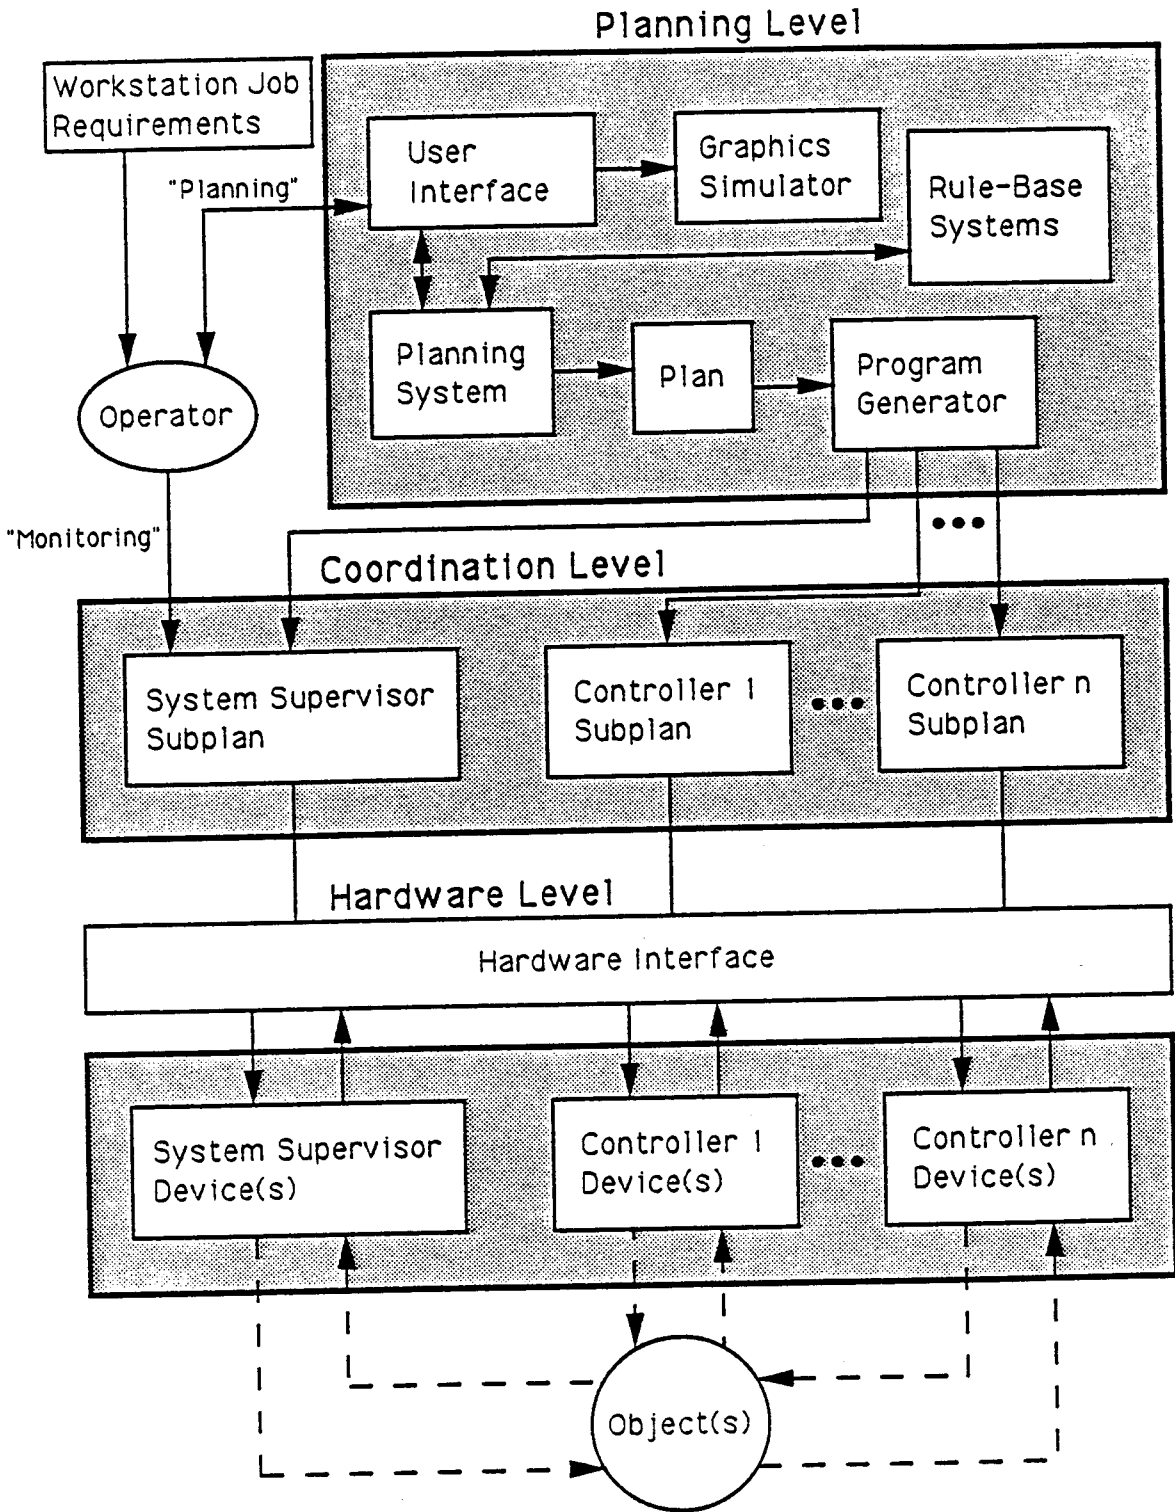 Planning Level
Workstation Job
Requirements
"Planning"
User
Interface
Graphics
Simulator
Rule-Base
Systems
Planning
System
Plan
Program
Generator
Operator
"Monitoring"
Coordination Level
System Supervisor
Subplan
Controller 1
Subplan
Controller n
Subplan
Hardware Level
Hardware Interface
System Supervisor
Device(s)
Controller 1
Device(s)
Controller n
Device(s)
Object(s)